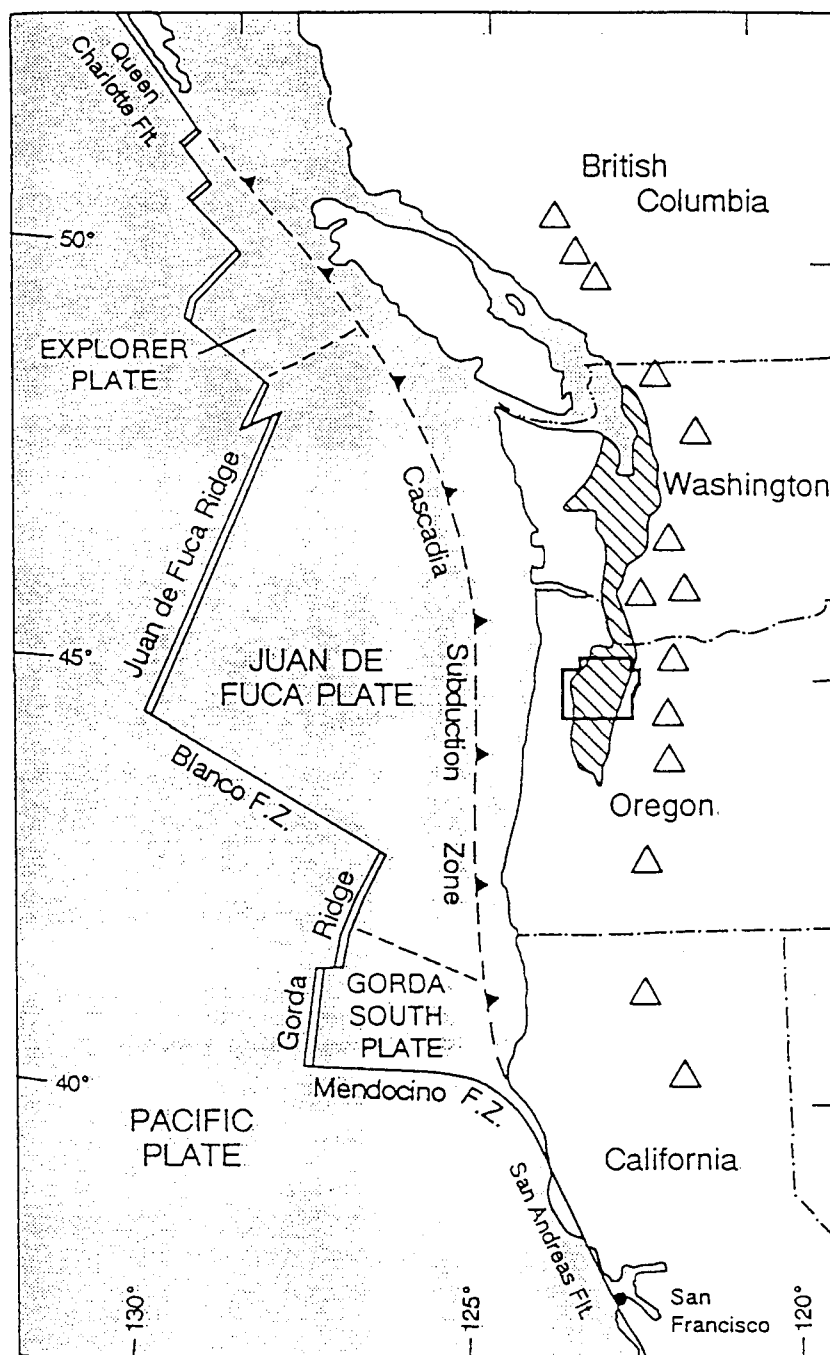 Queen
Charlotte Flt.
British
Columbia
50°
EXPLORER
PLATE
Washington
Cascadia
Juan de Fuca Ridge
45°
JUAN DE
FUCA PLATE
Subduction
Blanco F.Z.
Oregon
Zone
Ridge
Gorda
GORDA
SOUTH
PLATE
40°
Mendocino F.Z.
PACIFIC
PLATE
California
San Andreas Flt.
130°
125°
120°
San
Francisco